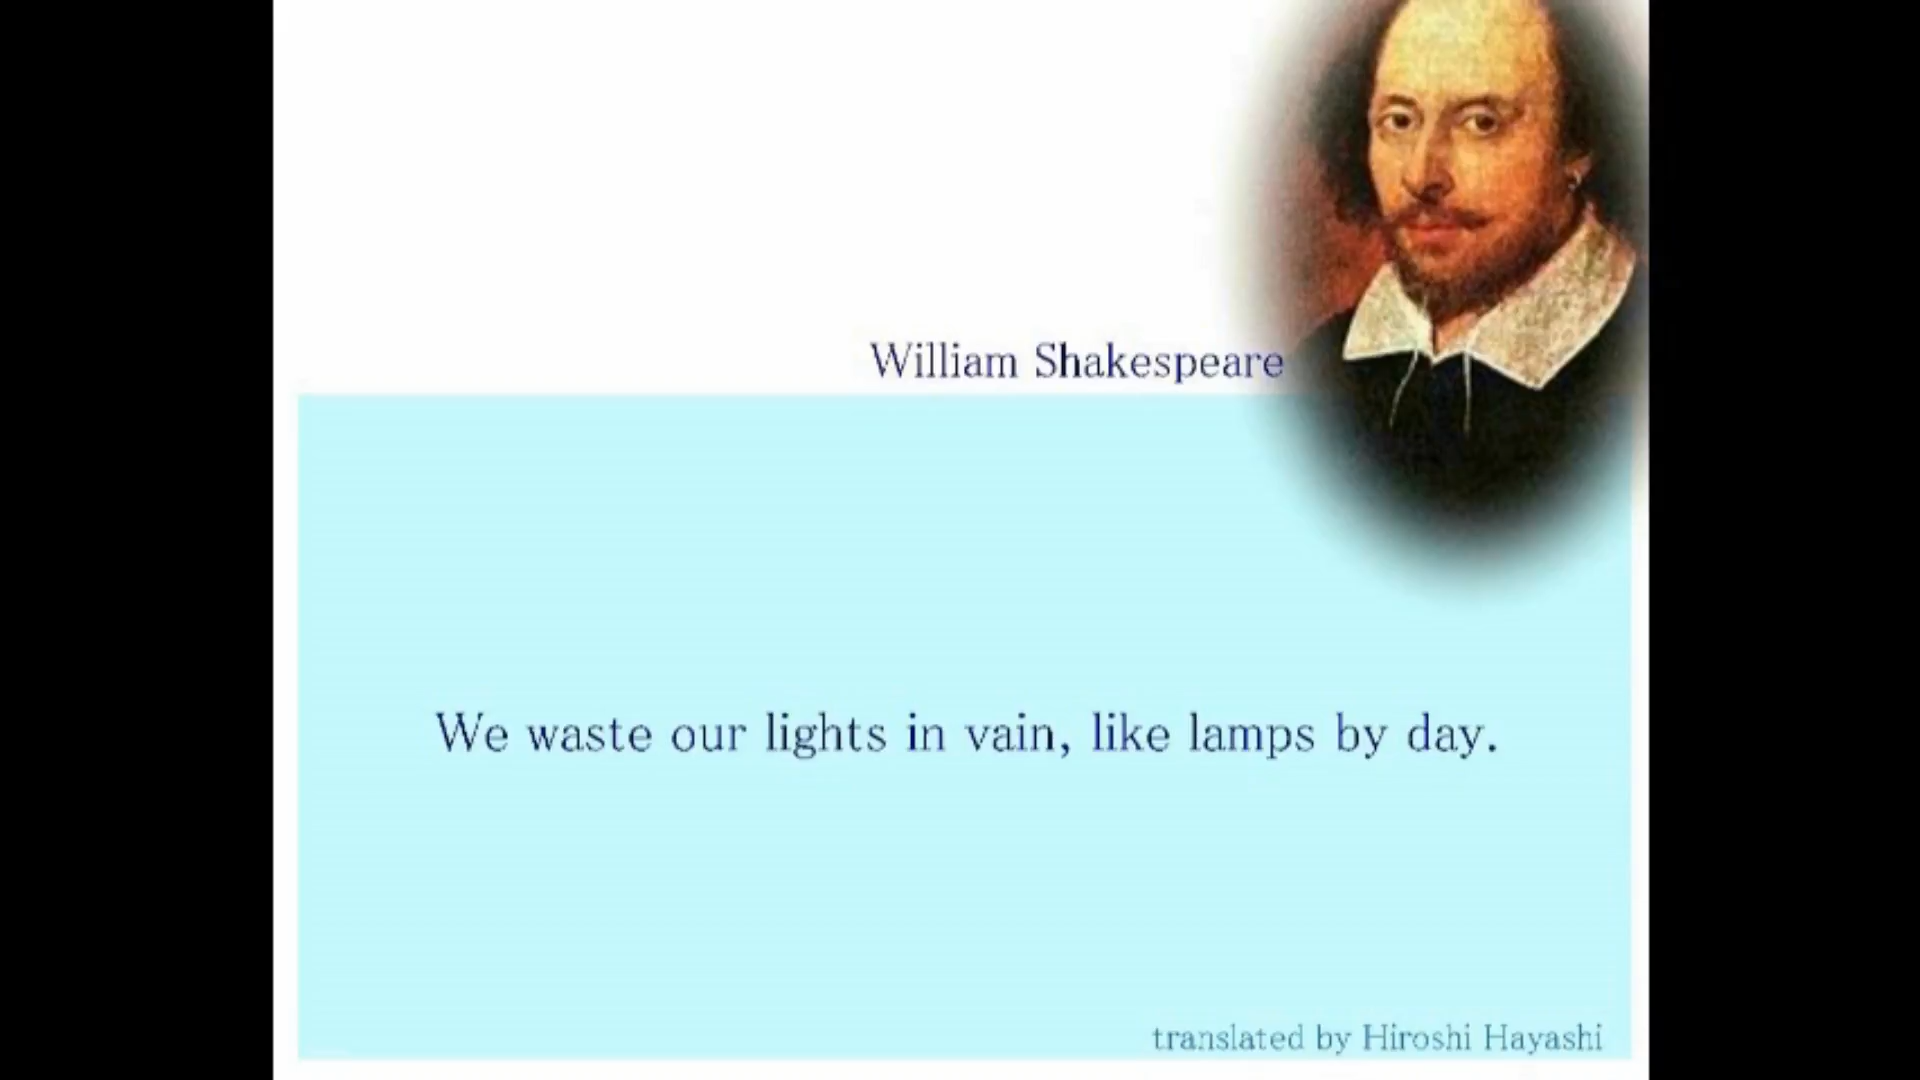 William Shakespeare
We waste our lights in vain, like lamps by day.
translated by Hiroshi Hayashi